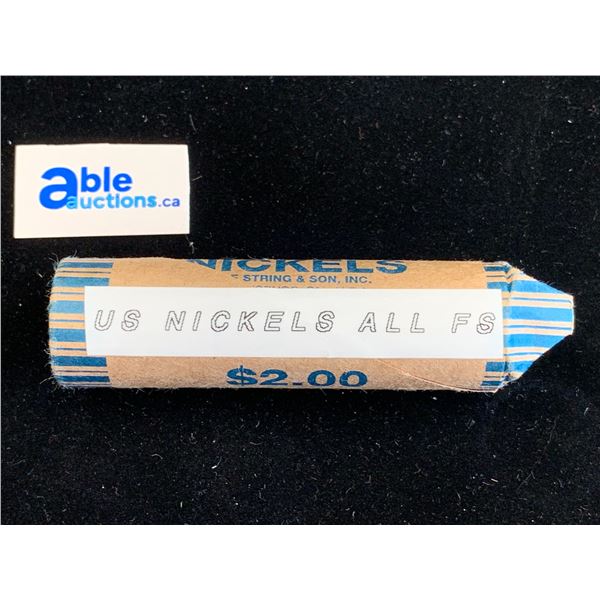 able
auctions.ca
NICKELS
STRING & SON, INC.
US NICKELS ALL FS
$2.00